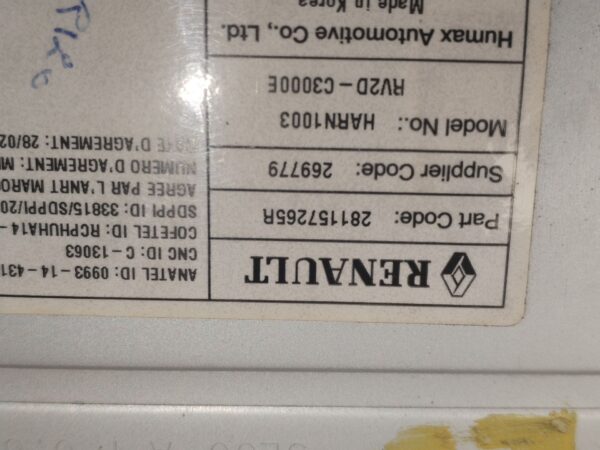 RENAULT
Part Code: 281157265R
Supplier Code: 269779
Model No.: HARN1003
RV2D-C3000E
Humax Automotive Co., Ltd.
Made in Korea
ANATEL ID: 0993-14-431
CNC ID: C-13063
COFETEL ID: RCPHUHA14-
SDPPI ID: 33815/SDPPI/20
AGREE PAR L'ANRT MARO
NUMERO D'AGREMENT: M
D'AGREMENT: 28/02